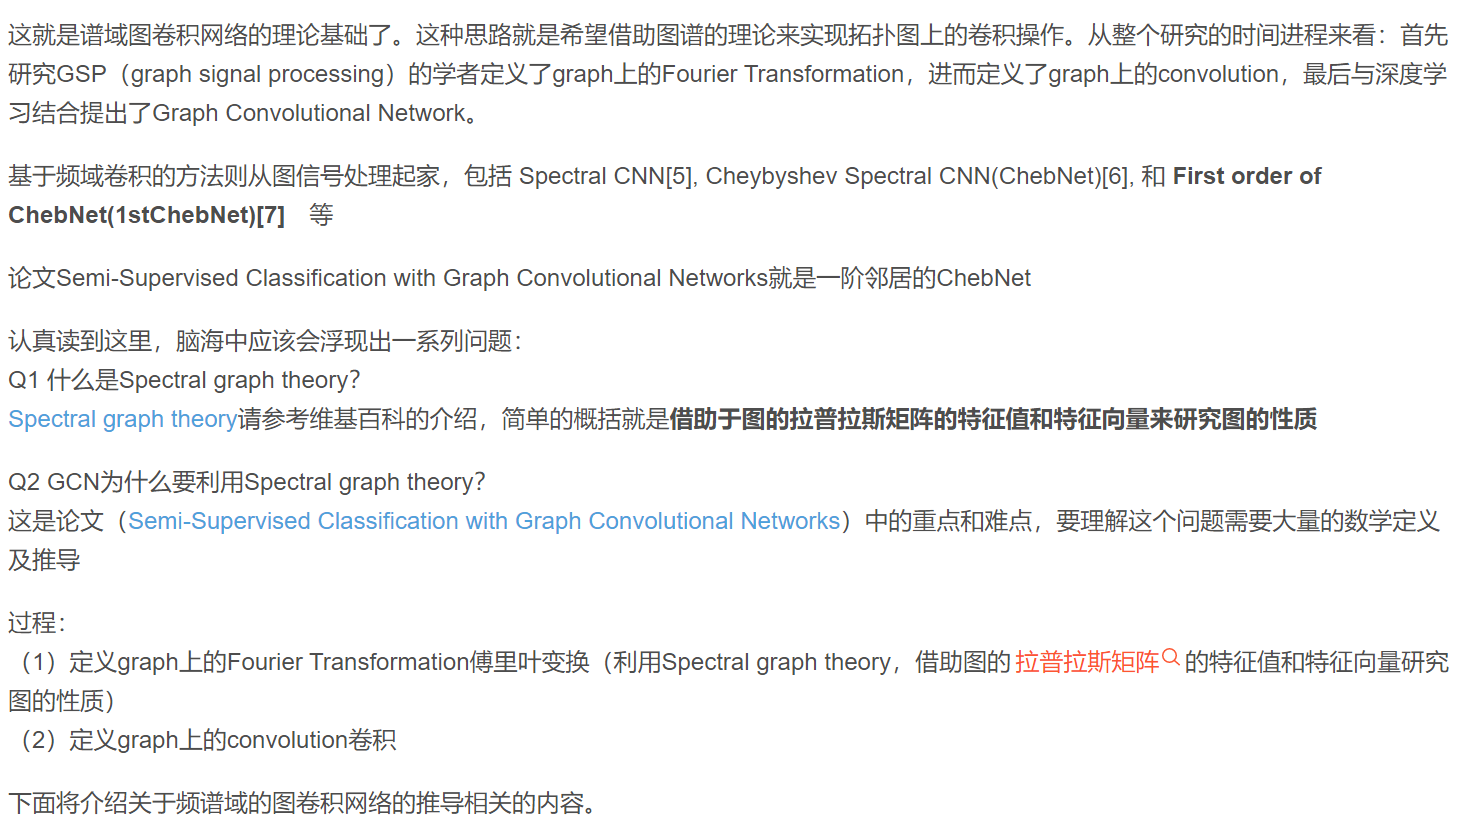 这就是谱域图卷积网络的理论基础了。这种思路就是希望借助图谱的理论来实现拓扑图上的卷积操作。从整个研究的时间进程来看：首先
研究GSP（graph signal processing）的学者定义了graph上的Fourier Transformation，进而定义了graph上的convolution，最后与深度学
习结合提出了Graph Convolutional Network。
基于频域卷积的方法则从图信号处理起家，包括 Spectral CNN[5], Cheybyshev Spectral CNN(ChebNet)[6], 和 First order of
ChebNet(1stChebNet)[7] 等
论文Semi-Supervised Classification with Graph Convolutional Networks就是一阶邻居的ChebNet
认真读到这里，脑海中应该会浮现出一系列问题：
Q1 什么是Spectral graph theory？
Spectral graph theory请参考维基百科的介绍，简单的概括就是借助于图的拉普拉斯矩阵的特征值和特征向量来研究图的性质
Q2 GCN为什么要利用Spectral graph theory？
这是论文（Semi-Supervised Classification with Graph Convolutional Networks）中的重点和难点，要理解这个问题需要大量的数学定义
及推导
过程：
（1）定义graph上的Fourier Transformation傅里叶变换（利用Spectral graph theory，借助图的 拉普拉斯矩阵 的特征值和特征向量研究
图的性质）
（2）定义graph上的convolution卷积
下面将介绍关于频谱域的图卷积网络的推导相关的内容。